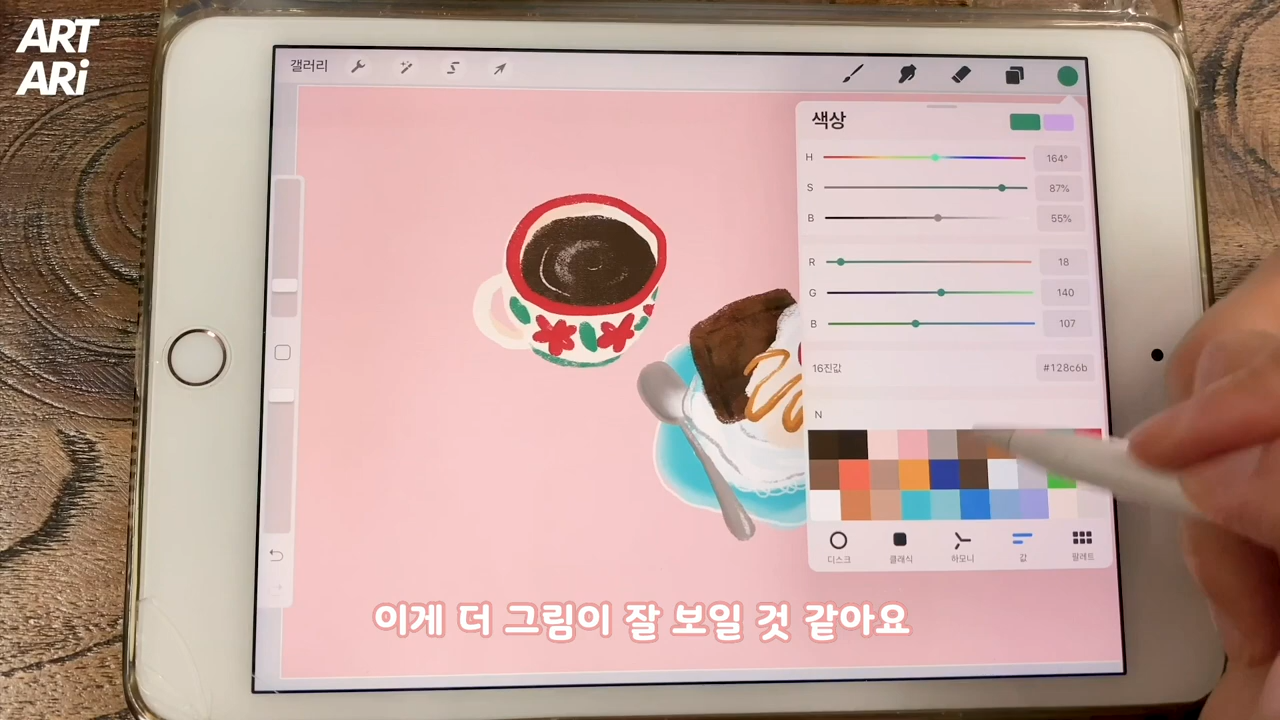 ART
ARi
갤러리
색상
H
164°
S
87%
B
55%
R
18
G
140
B
107
16진값
#128c6b
N
디스크
클래식
하모니
값
팔레트
이게 더 그림이 잘 보일 것 같아요